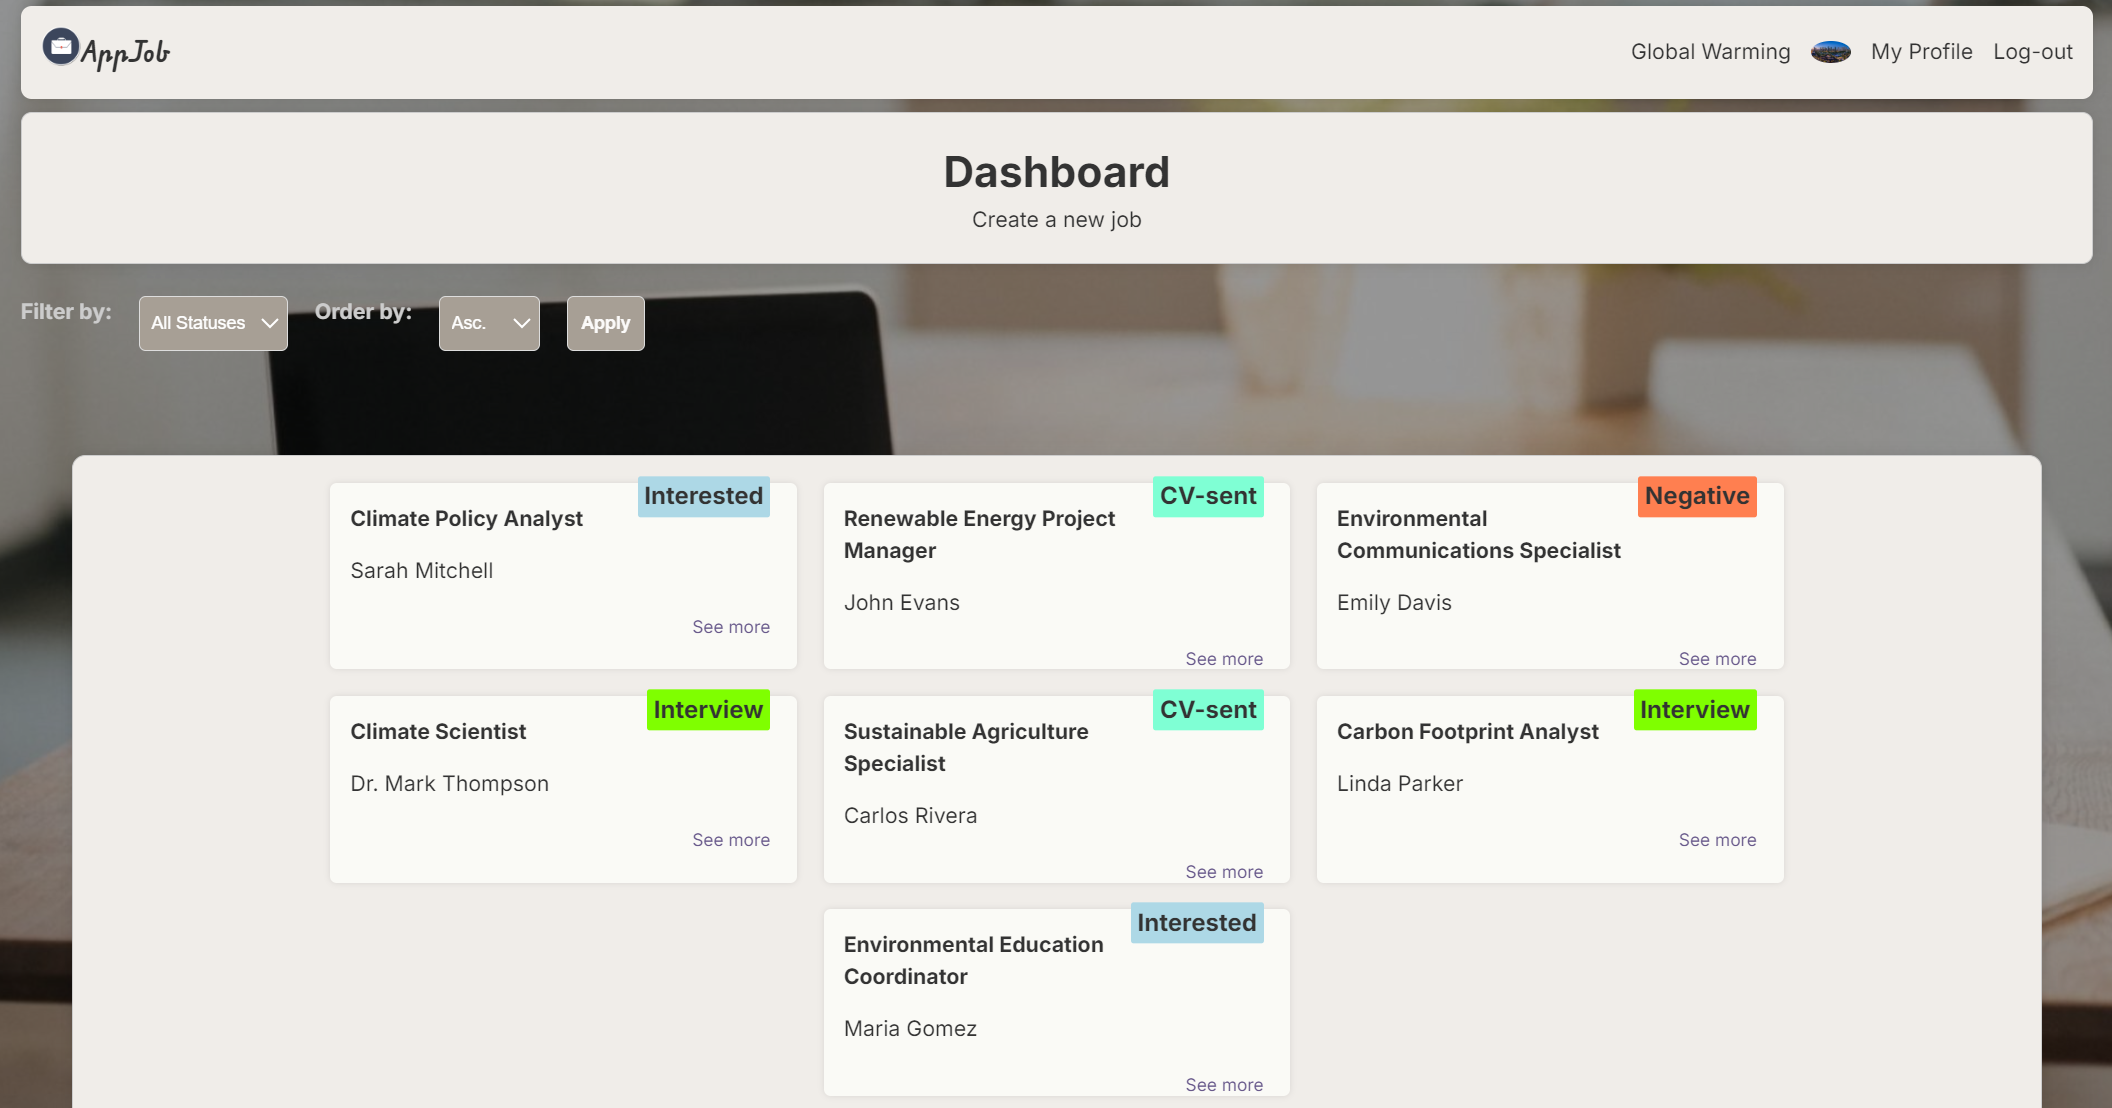 AppJob
Global Warming
My Profile
Log-out
Dashboard
Create a new job
Filter by:
All Statuses
Order by:
Asc.
Apply
Interested
Climate Policy Analyst
Sarah Mitchell
See more
CV-sent
Renewable Energy Project
Manager
John Evans
See more
Negative
Environmental
Communications Specialist
Emily Davis
See more
Interview
Climate Scientist
Dr. Mark Thompson
See more
CV-sent
Sustainable Agriculture
Specialist
Carlos Rivera
See more
Interview
Carbon Footprint Analyst
Linda Parker
See more
Interested
Environmental Education
Coordinator
Maria Gomez
See more